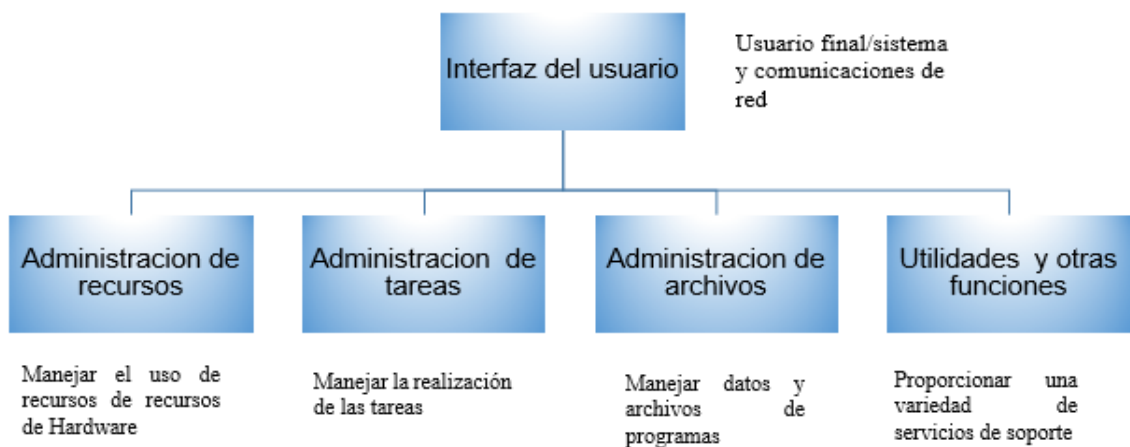 Interfaz del usuario
Usuario final/sistema
y comunicaciones de
red
Administracion de
recursos
Administracion de
tareas
Administracion de
archivos
Utilidades y otras
funciones
Manejar el uso de
recursos de recursos
de Hardware
Manejar la realización
de las tareas
Manejar datos y
archivos de
programas
Proporcionar una
variedad de
servicios de soporte